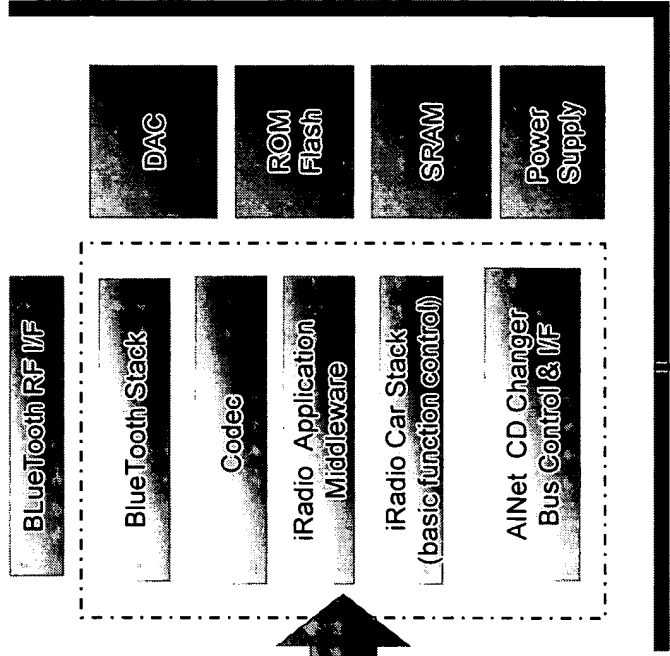 BLueTooth RF I/F
BlueTooth Stack
Codec
iRadio Application
Middleware
iRadio Car Stack
(basic function control)
AINet CD Changer
Bus Control & I/F
DAC
ROM
Flash
SRAM
Power
Supply